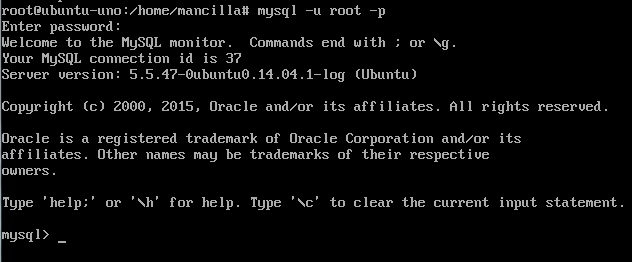 root@ubuntu-uno:/home/mancilla# mysql -u root -p
Enter password:
Welcome to the MySQL monitor.  Commands end with ; or \g.
Your MySQL connection id is 37
Server version: 5.5.47-0ubuntu0.14.04.1-log (Ubuntu)
Copyright (c) 2000, 2015, Oracle and/or its affiliates. All rights reserved.
Oracle is a registered trademark of Oracle Corporation and/or its
affiliates. Other names may be trademarks of their respective
owners.
Type 'help;' or '\h' for help. Type '\c' to clear the current input statement.
mysql> _